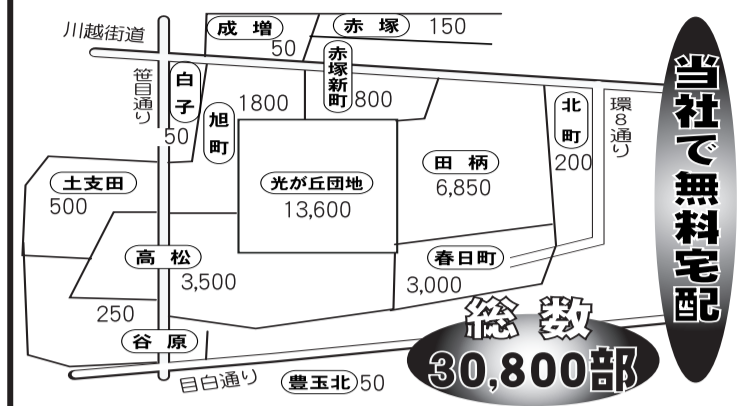 川越街道
成増
50
赤塚
150
笹目通り
白子
50
旭町
1800
赤塚新町
800
北町
200
環8通り
土支田
500
光が丘団地
13,600
田柄
6,850
高松
3,500
春日町
3,000
250
谷原
目白通り
豊玉北
50
総数
30,800部
当社で無料宅配